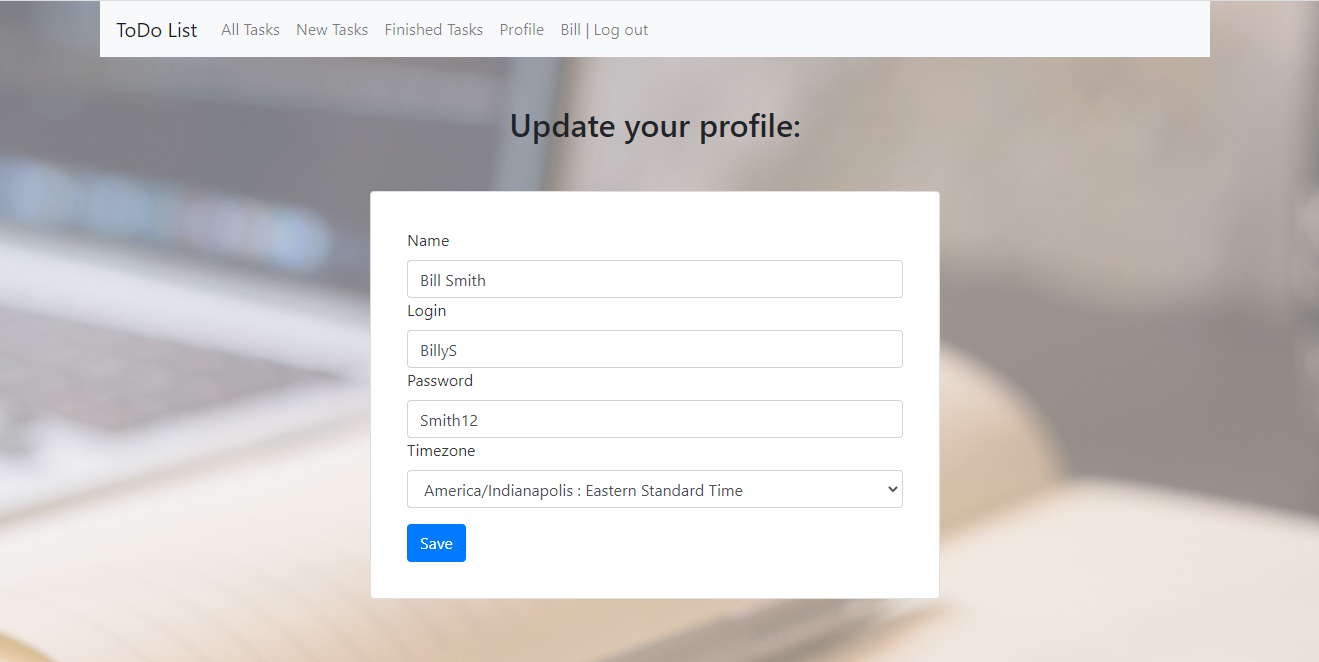 ToDo List All Tasks New Tasks Finished Tasks Profile Bill | Log out
Update your profile:
Name
Bill Smith
Login
BillyS
Password
Smith12
Timezone
America/Indianapolis : Eastern Standard Time
Save